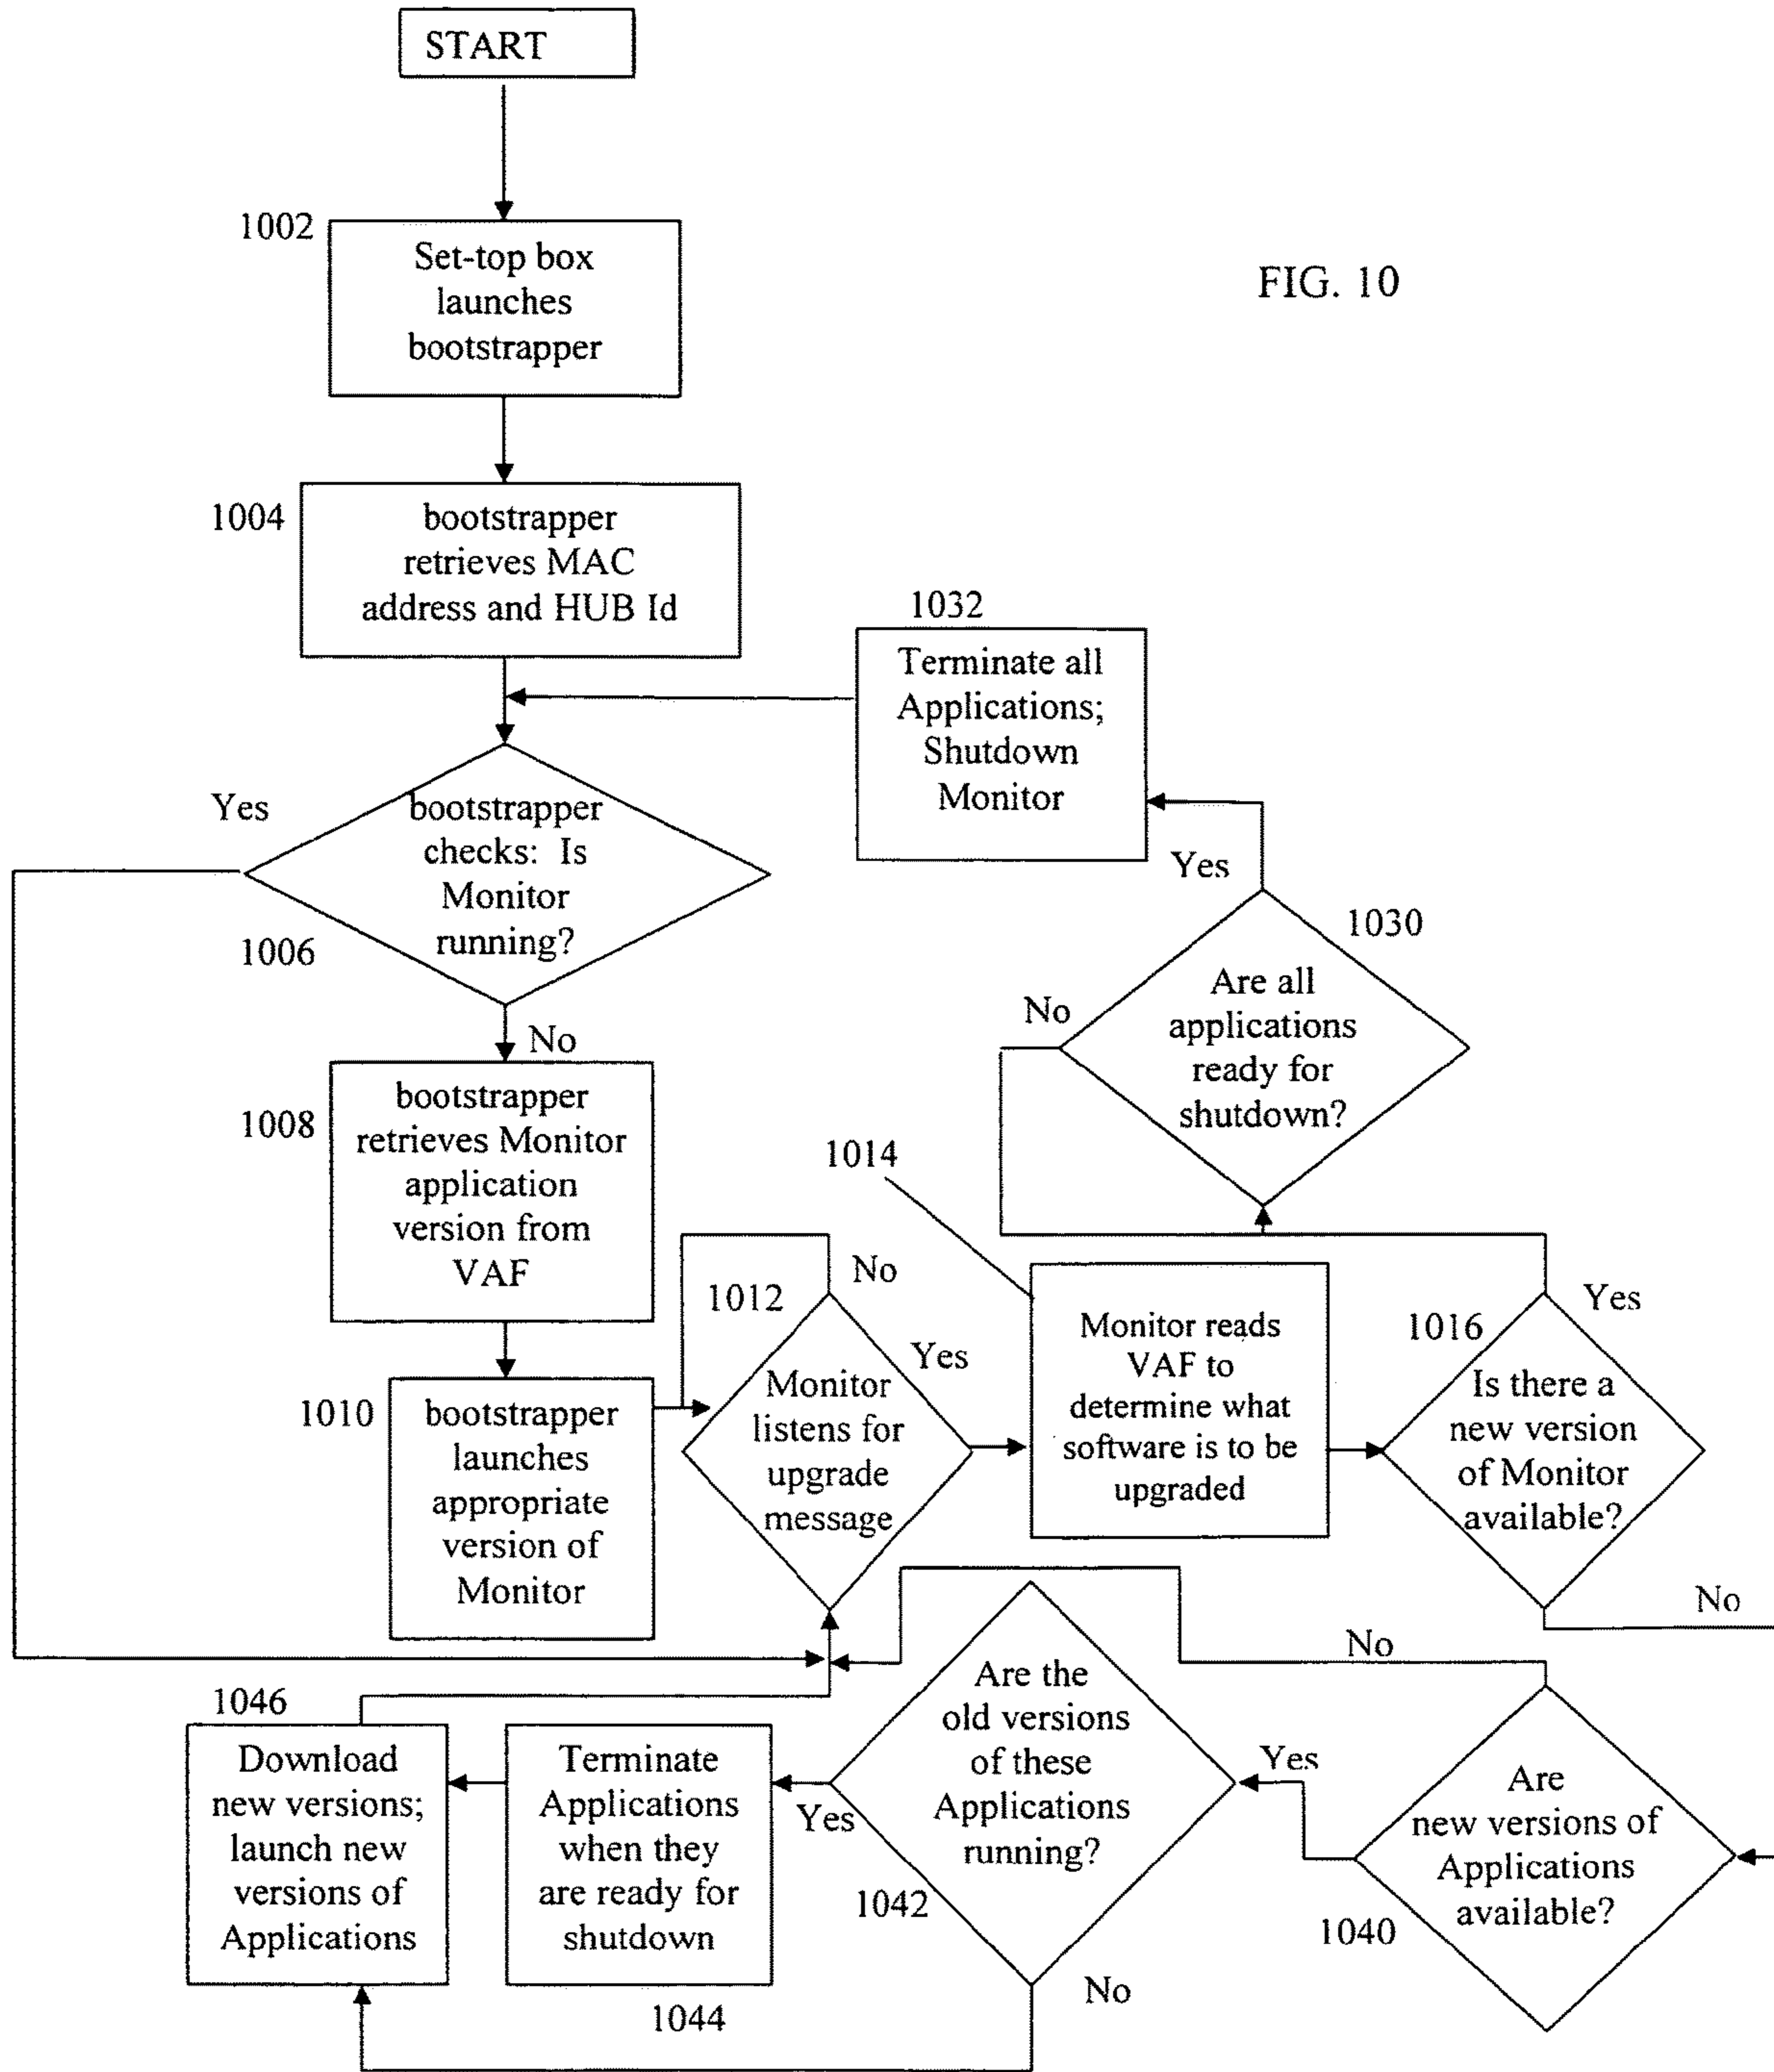 START
1002
Set-top box
launches
bootstrapper
FIG. 10
1004
bootstrapper
retrieves MAC
address and HUB Id
1032
Terminate all
Applications;
Shutdown
Monitor
Yes
bootstrapper
checks: Is
Monitor
running?
1006
Yes
1030
Are all
applications
ready for
shutdown?
No
No
1008
bootstrapper
retrieves Monitor
application
version from
VAF
1014
No
1012
Monitor
listens for
upgrade
message
Yes
Monitor reads
VAF to
determine what
software is to be
upgraded
1016
Yes
Is there a
new version
of Monitor
available?
No
1010
bootstrapper
launches
appropriate
version of
Monitor
No
1046
Download
new versions;
launch new
versions of
Applications
Terminate
Applications
when they
are ready for
shutdown
1044
Yes
Are the
old versions
of these
Applications
running?
1042
No
Yes
Are
new versions of
Applications
available?
1040